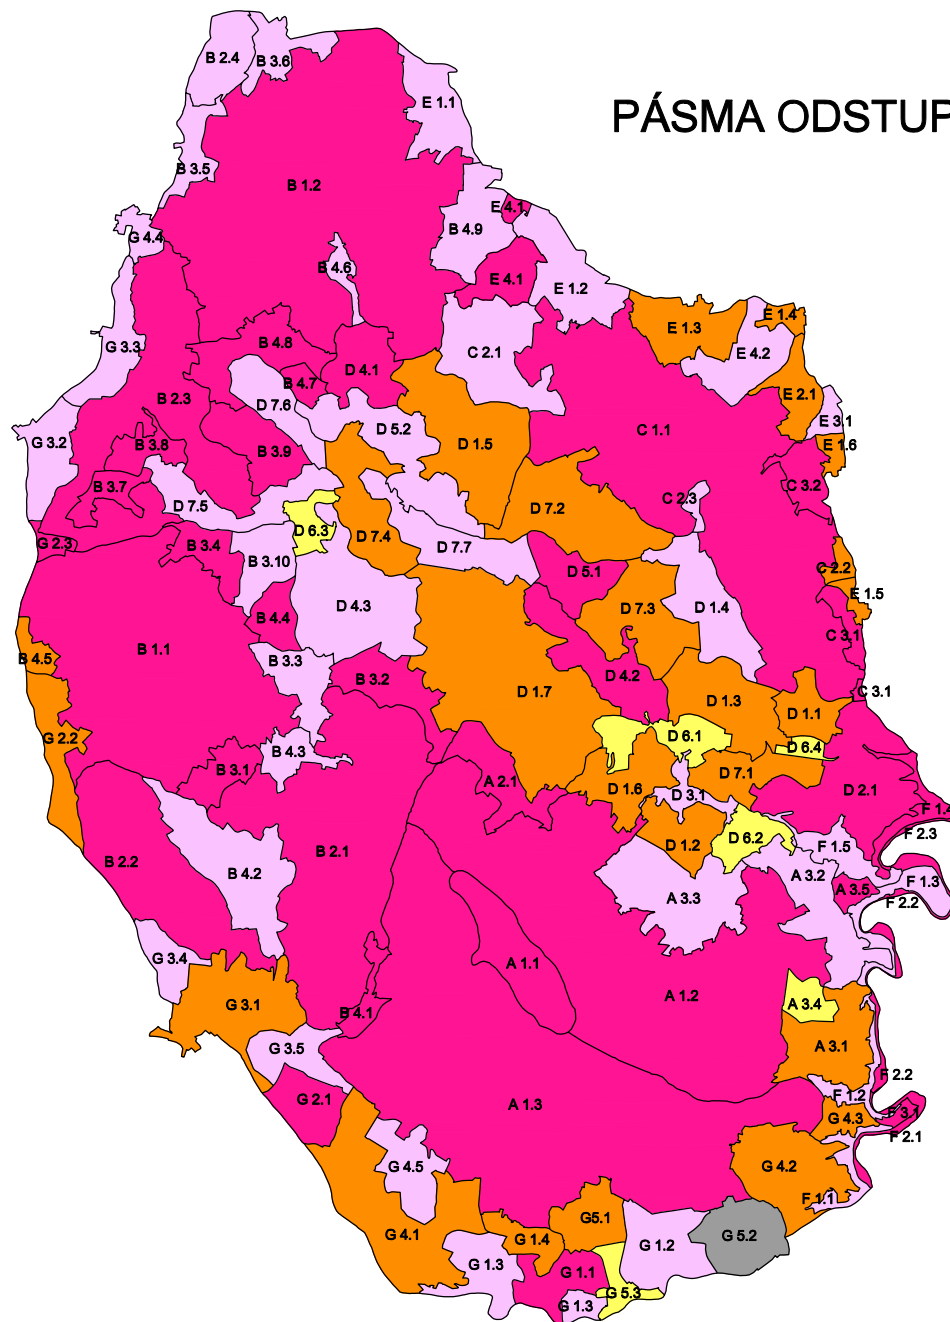 PÁSMA ODSTUP
B 2.4
B 3.6
E 1.1
B 3.5
B 1.2
E 4.1
B 4.9
G 4.4
B 4.6
E 4.1
E 1.2
E 1.4
E 1.3
G 3.3
B 4.8
C 2.1
E 4.2
D 4.1
B 4.7
E 2.1
B 2.3
D 7.6
E 3.1
D 5.2
C 1.1
G 3.2
B 3.8
B 3.9
D 1.5
E 1.6
B 3.7
C 3.2
C 2.3
D 7.5
D 7.2
D 6.3
D 7.4
G 2.3
B 3.4
D 7.7
B 3.10
D 5.1
C 2.2
E 1.5
D 4.3
D 7.3
D 1.4
B 4.4
C 3.1
B 1.1
B 4.5
B 3.3
B 3.2
D 4.2
C 3.1
D 1.7
D 1.3
D 1.1
G 2.2
D 6.1
B 4.3
D 6.4
B 3.1
A 2.1
D 7.1
D 1.6
D 3.1
D 2.1
F 1.4
F 2.3
D 6.2
D 1.2
F 1.5
B 2.1
B 2.2
B 4.2
A 3.2
F 1.3
A 3.5
A 3.3
F 2.2
G 3.4
A 1.1
A 1.2
G 3.1
A 3.4
B 4.1
A 3.1
G 3.5
F 2.2
F 1.2
G 2.1
A 1.3
F 3.1
G 4.3
F 2.1
G 4.5
G 4.2
F 1.1
G5.1
G 4.1
G 1.4
G 5.2
G 1.2
G 1.3
G 1.1
G 5.3
G 1.3